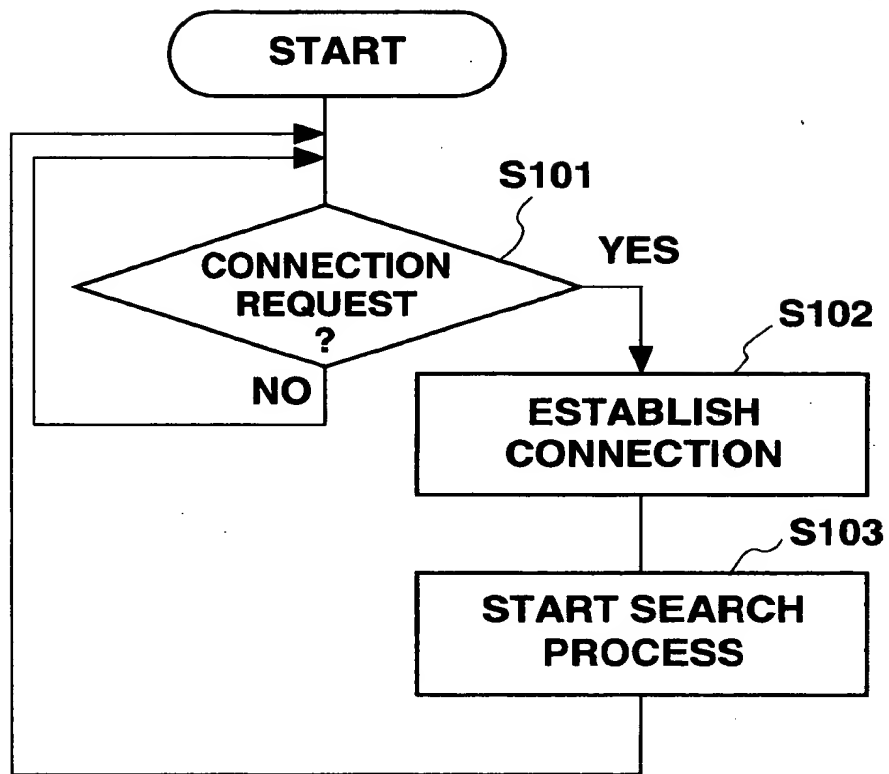 START
S101
CONNECTION
REQUEST
?
YES
NO
S102
ESTABLISH
CONNECTION
S103
START SEARCH
PROCESS